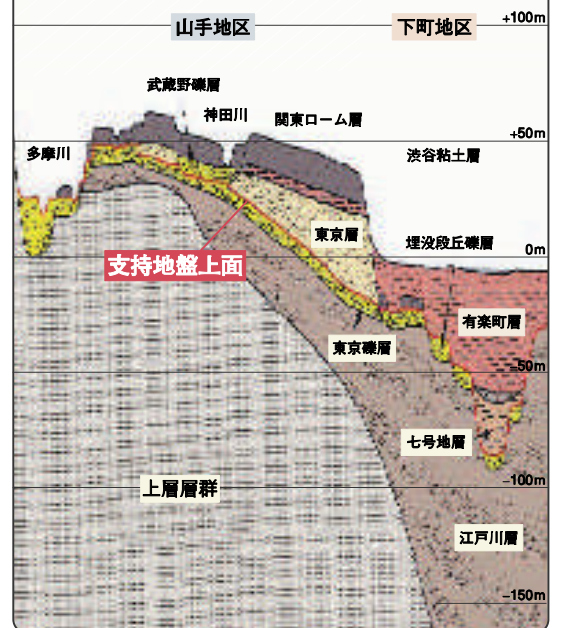 山手地区
下町地区
+100m
武蔵野礫層
神田川
関東ローム層
+50m
多摩川
渋谷粘土層
東京層
埋没段丘礫層
0m
支持地盤上面
有楽町層
東京礫層
−50m
七号地層
上層層群
−100m
江戸川層
−150m